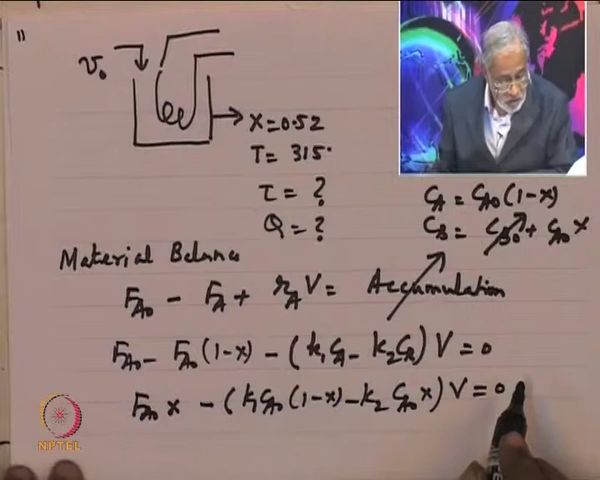 11
v₀
x = 0.52
T = 315
τ = ?
Q = ?
C_A = C_A0 (1-x)
C_B = C_B0 + C_A0 x
Material Balance
F_A0 - F_A + r_A V = Accumulation
F_A0 - F_A0 (1-x) - (k₁C_A - k₂C_B) V = 0
F_A0 x - (k₁C_A0 (1-x) - k₂ C_A0 x) V = 0
NPTEL